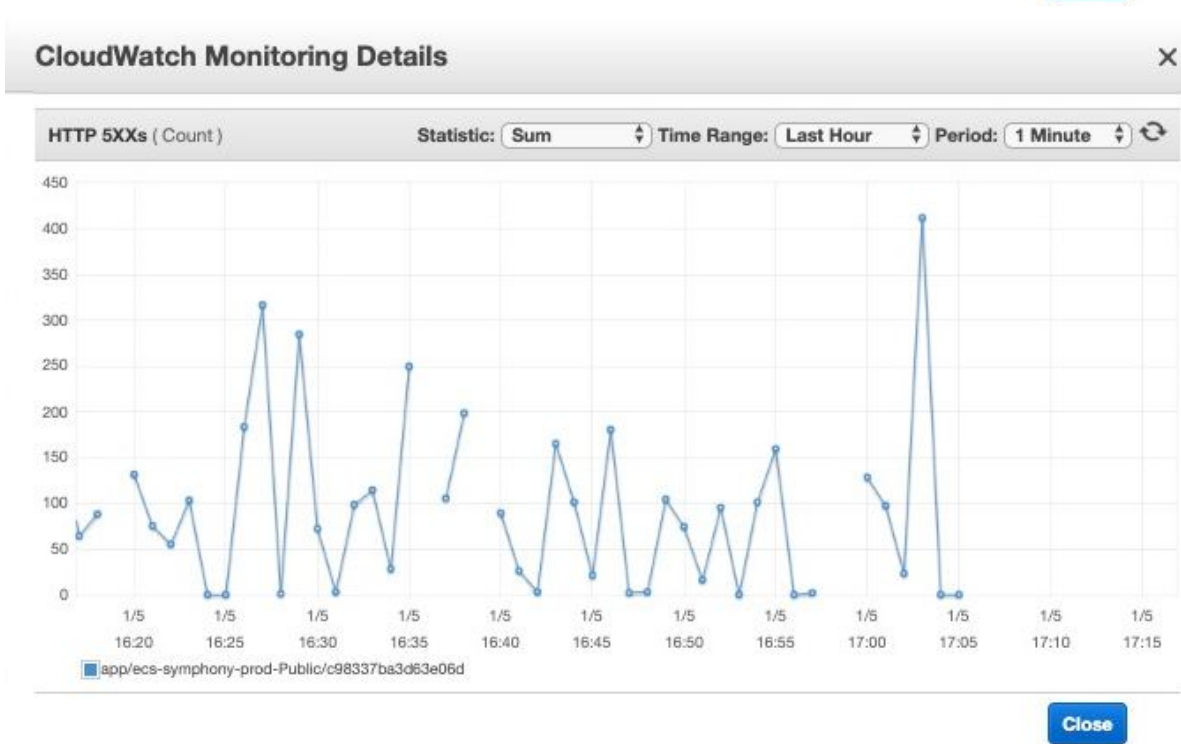 CloudWatch Monitoring Details
HTTP 5XXs ( Count )
Statistic: Sum Time Range: Last Hour Period: 1 Minute
450
400
350
300
250
200
150
100
50
0
1/5 1/5 1/5 1/5 1/5 1/5 1/5 1/5 1/5 1/5 1/5 1/5
16:20 16:25 16:30 16:35 16:40 16:45 16:50 16:55 17:00 17:05 17:10 17:15
app/ecs-symphony-prod-Public/c98337ba3d63e06d
Close